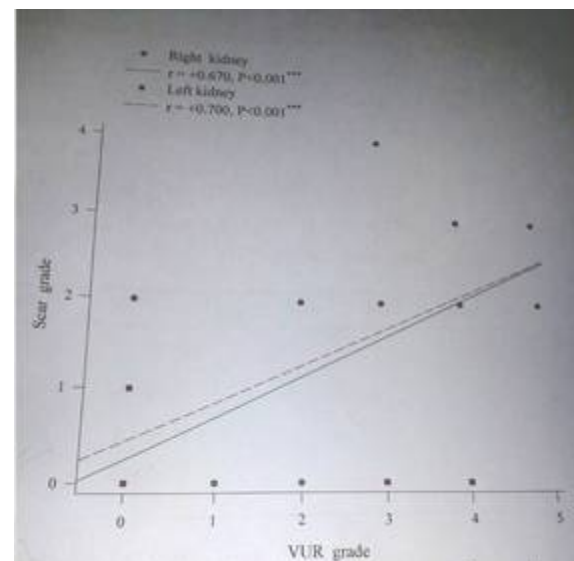 Right kidney
r = +0.670, P<0.001***
Left kidney
r = +0.700, P<0.001***
4
3
Scar grade
2
1
0
0 1 2 3 4 5
VUR grade